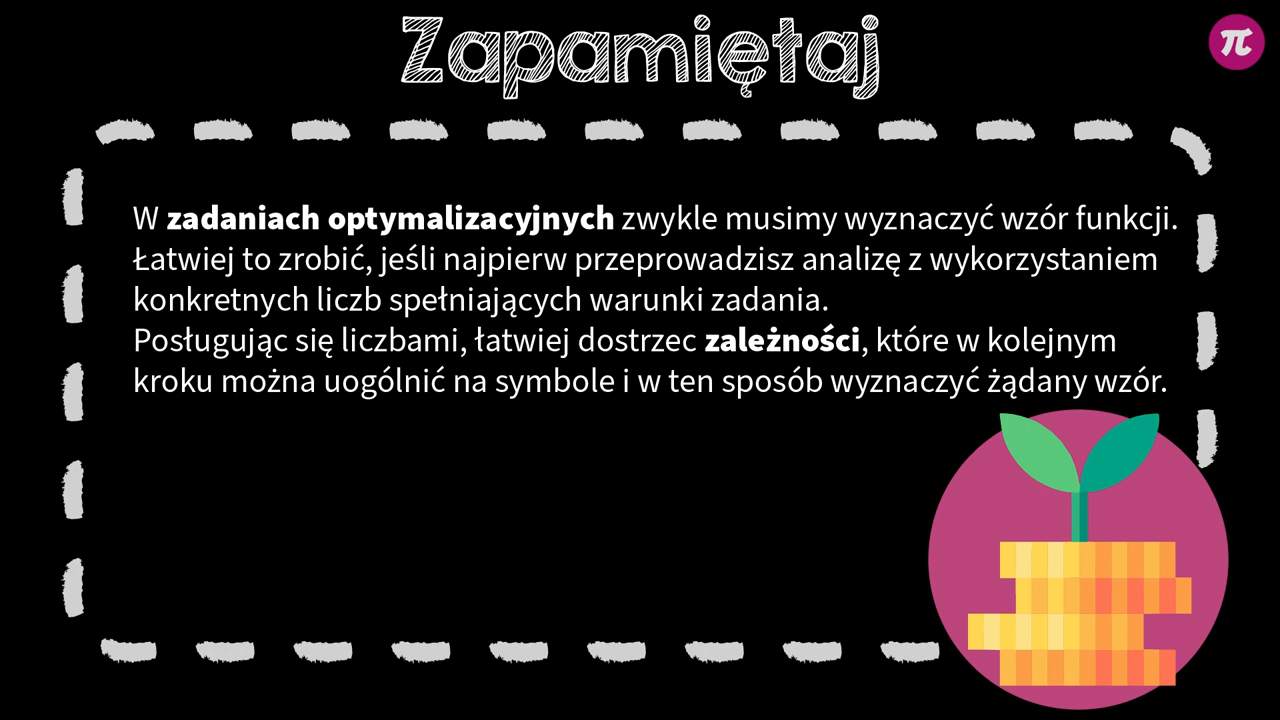 Zapamiętaj
π
W zadaniach optymalizacyjnych zwykle musimy wyznaczyć wzór funkcji.
Łatwiej to zrobić, jeśli najpierw przeprowadzisz analizę z wykorzystaniem
konkretnych liczb spełniających warunki zadania.
Posługując się liczbami, łatwiej dostrzec zależności, które w kolejnym
kroku można uogólnić na symbole i w ten sposób wyznaczyć żądany wzór.